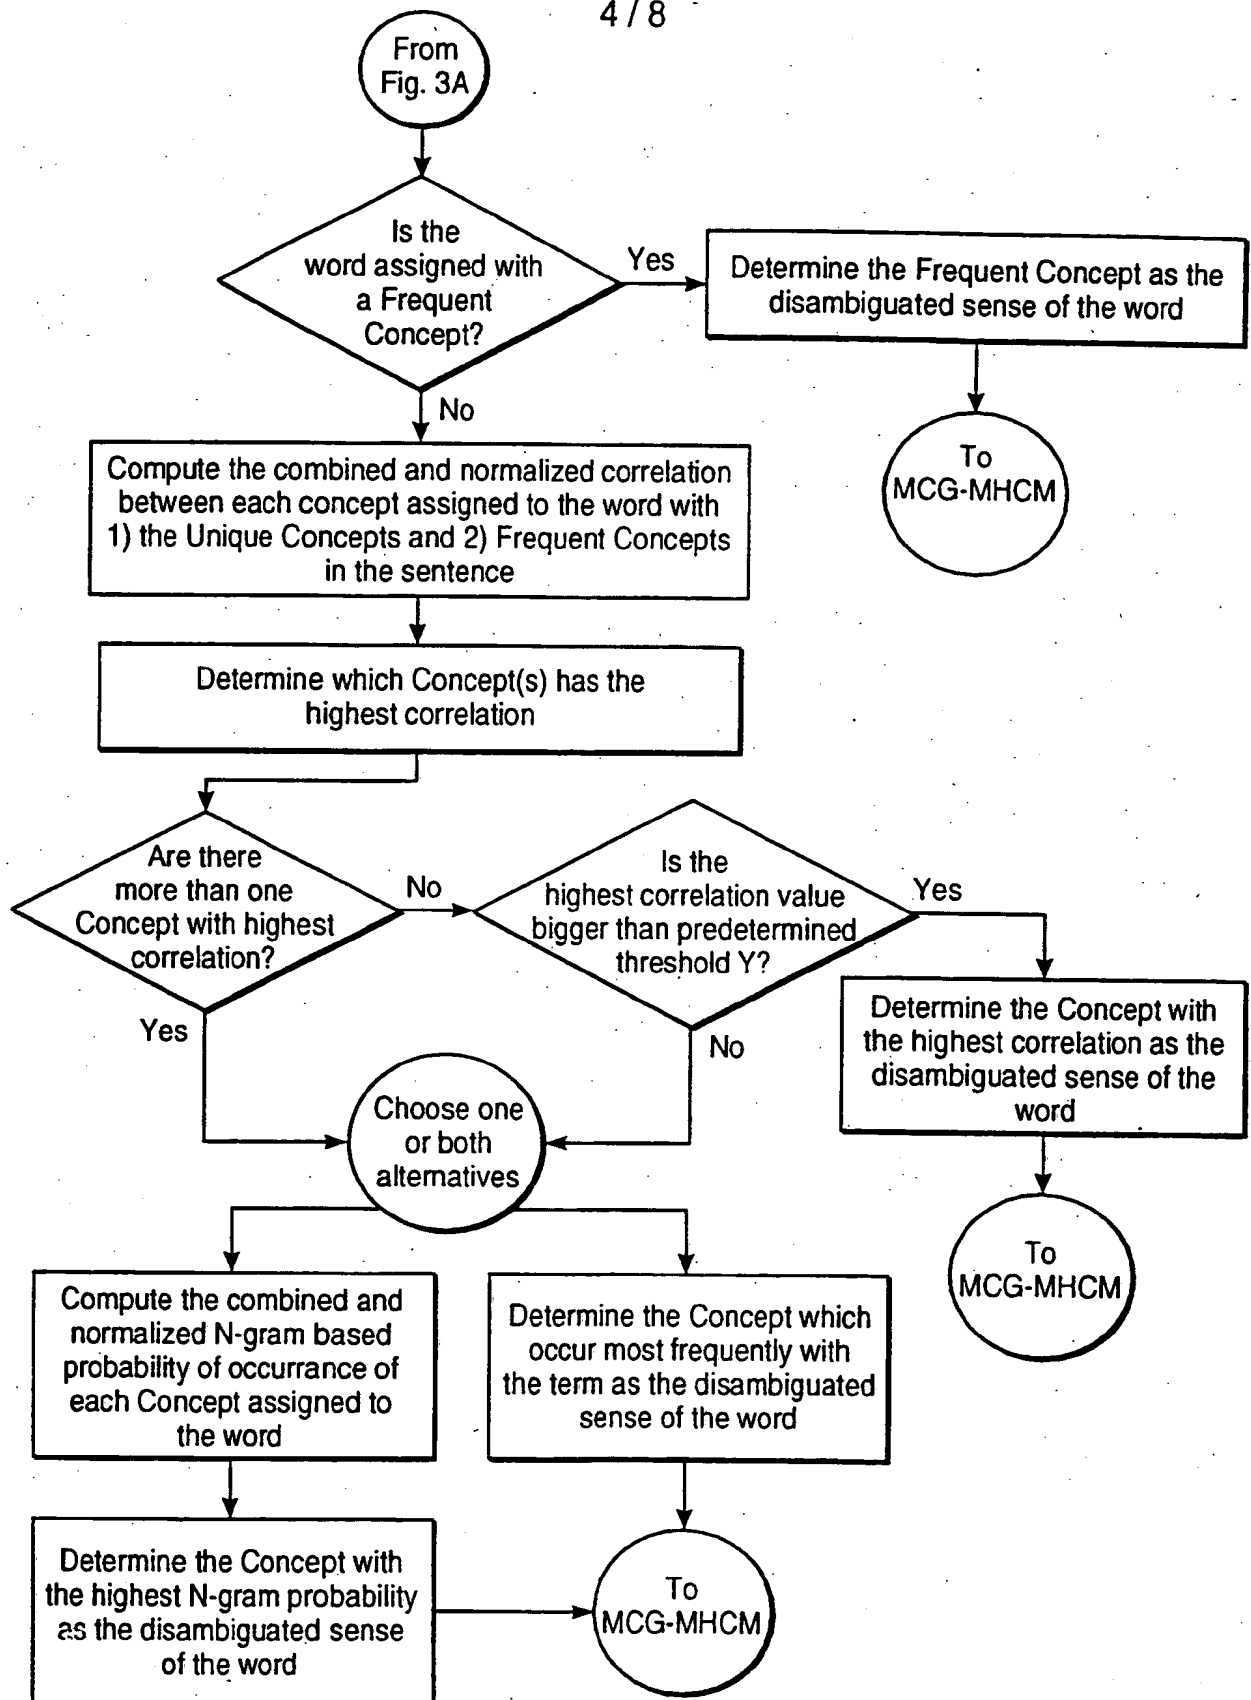 4 / 8
From
Fig. 3A
Is the
word assigned with
a Frequent
Concept?
Yes
Determine the Frequent Concept as the
disambiguated sense of the word
No
To
MCG-MHCM
Compute the combined and normalized correlation
between each concept assigned to the word with
1) the Unique Concepts and 2) Frequent Concepts
in the sentence
Determine which Concept(s) has the
highest correlation
Are there
more than one
Concept with highest
correlation?
No
Is the
highest correlation value
bigger than predetermined
threshold Y?
Yes
Yes
No
Determine the Concept with
the highest correlation as the
disambiguated sense of the
word
Choose one
or both
alternatives
To
MCG-MHCM
Compute the combined and
normalized N-gram based
probability of occurrance of
each Concept assigned to
the word
Determine the Concept which
occur most frequently with
the term as the disambiguated
sense of the word
Determine the Concept with
the highest N-gram probability
as the disambiguated sense
of the word
To
MCG-MHCM